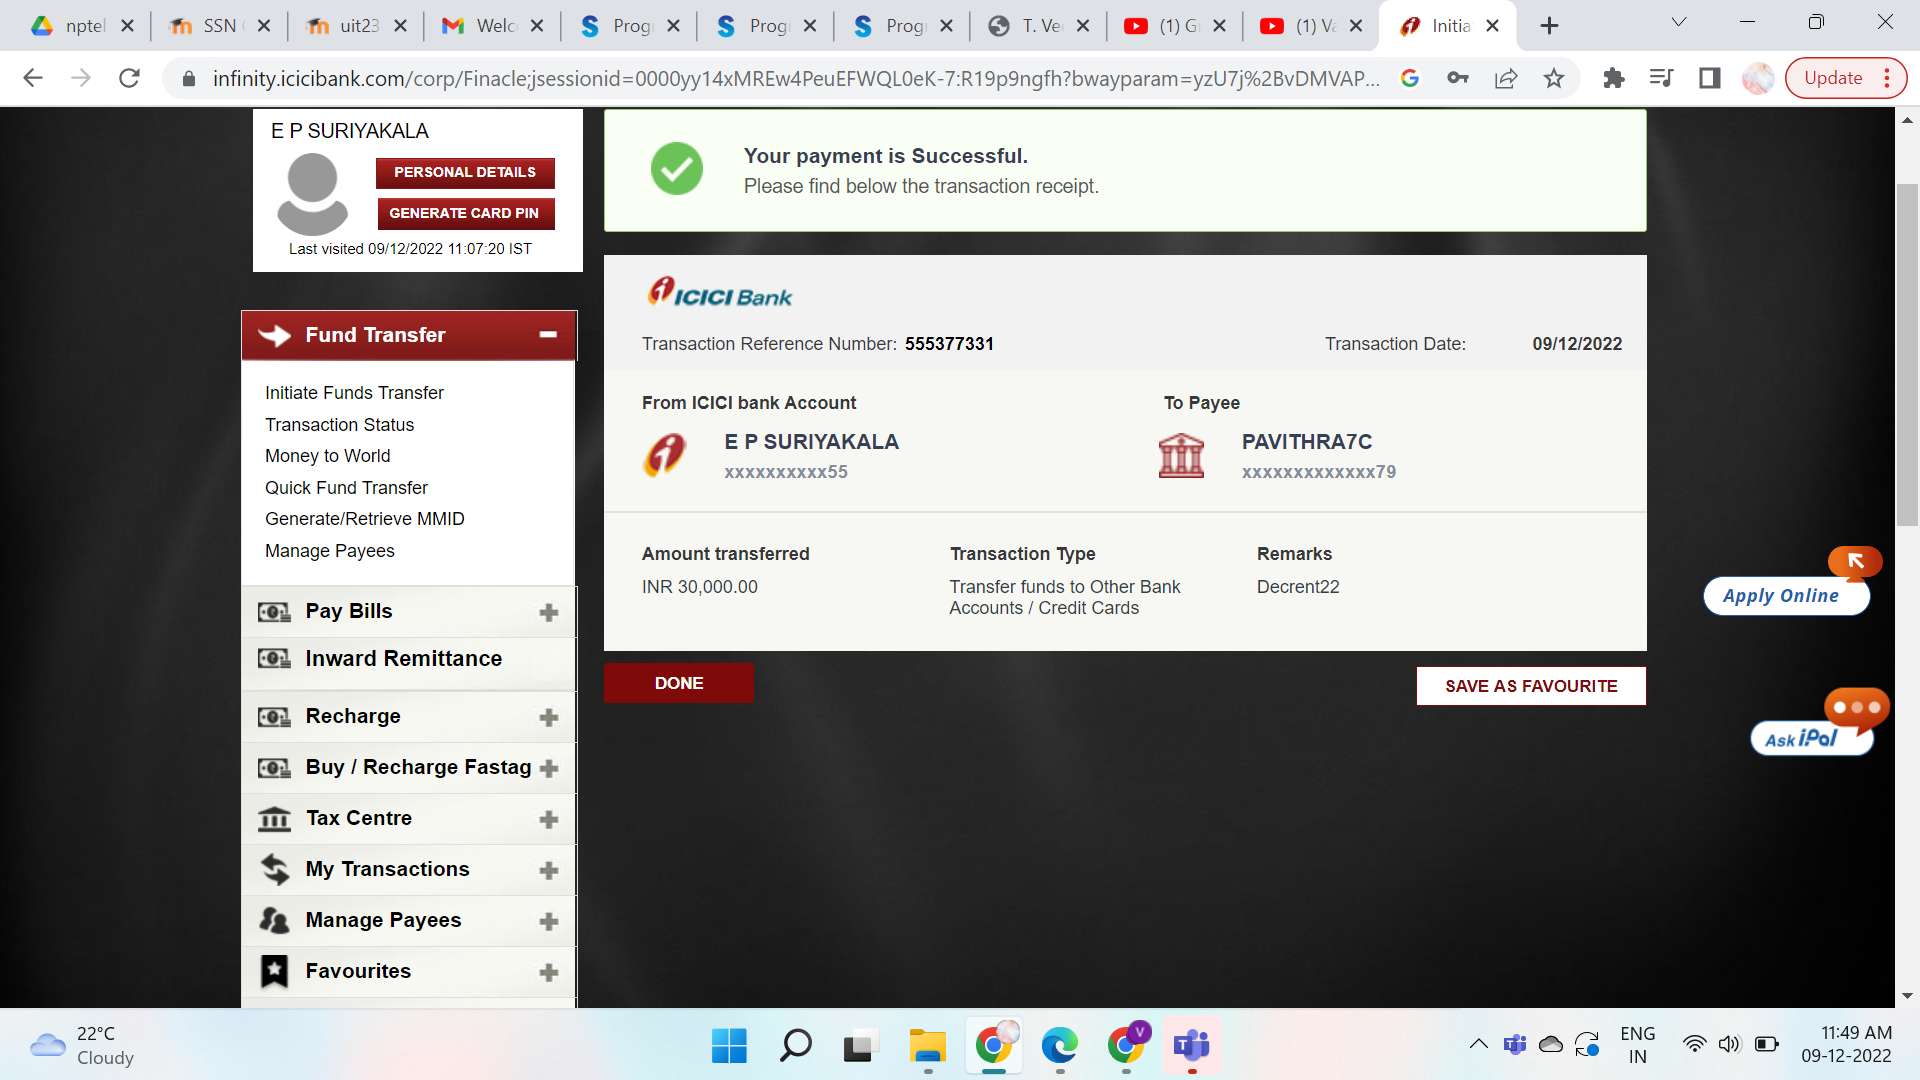 nptel
SSN
uit23
Welc
Prog
Prog
Prog
T. Ve
(1) G
(1) Va
Initia
infinity.icicibank.com/corp/Finacle;jsessionid=0000yy14xMREw4PeuEFWQL0eK-7:R19p9ngfh?bwayparam=yzU7j%2BvDMVAP...
Update
E P SURIYAKALA
PERSONAL DETAILS
GENERATE CARD PIN
Last visited 09/12/2022 11:07:20 IST
Your payment is Successful.
Please find below the transaction receipt.
ICICI Bank
Transaction Reference Number: 555377331
Transaction Date: 09/12/2022
From ICICI bank Account
To Payee
E P SURIYAKALA
xxxxxxxxxx55
PAVITHRA7C
xxxxxxxxxxxxx79
Amount transferred
INR 30,000.00
Transaction Type
Transfer funds to Other Bank
Accounts / Credit Cards
Remarks
Decrent22
DONE
SAVE AS FAVOURITE
Fund Transfer
Initiate Funds Transfer
Transaction Status
Money to World
Quick Fund Transfer
Generate/Retrieve MMID
Manage Payees
Pay Bills
Inward Remittance
Recharge
Buy / Recharge Fastag
Tax Centre
My Transactions
Manage Payees
Favourites
Apply Online
Ask iPal
22°C
Cloudy
V
ENG
IN
11:49 AM
09-12-2022